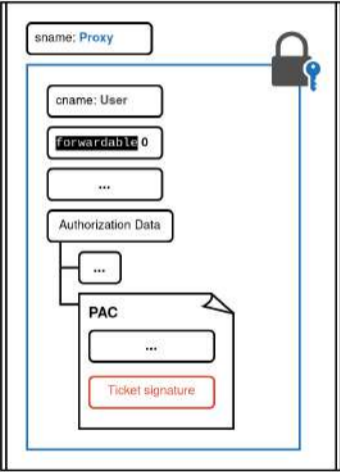 sname: Proxy
cname: User
forwardable 0
...
Authorization Data
...
PAC
...
Ticket signature